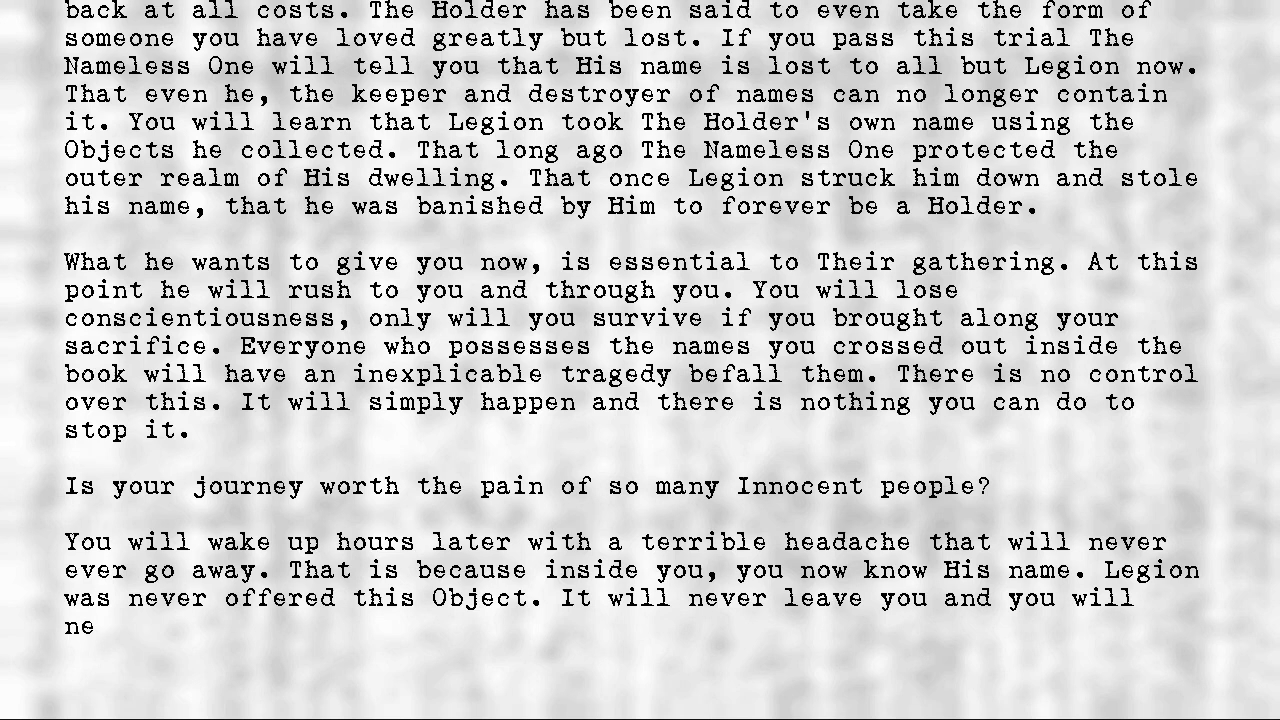 back at all costs. The Holder has been said to even take the form of
someone you have loved greatly but lost. If you pass this trial The
Nameless One will tell you that His name is lost to all but Legion now.
That even he, the keeper and destroyer of names can no longer contain
it. You will learn that Legion took The Holder's own name using the
Objects he collected. That long ago The Nameless One protected the
outer realm of His dwelling. That once Legion struck him down and stole
his name, that he was banished by Him to forever be a Holder.
What he wants to give you now, is essential to Their gathering. At this
point he will rush to you and through you. You will lose
conscientiousness, only will you survive if you brought along your
sacrifice. Everyone who possesses the names you crossed out inside the
book will have an inexplicable tragedy befall them. There is no control
over this. It will simply happen and there is nothing you can do to
stop it.
Is your journey worth the pain of so many Innocent people?
You will wake up hours later with a terrible headache that will never
ever go away. That is because inside you, you now know His name. Legion
was never offered this Object. It will never leave you and you will
ne